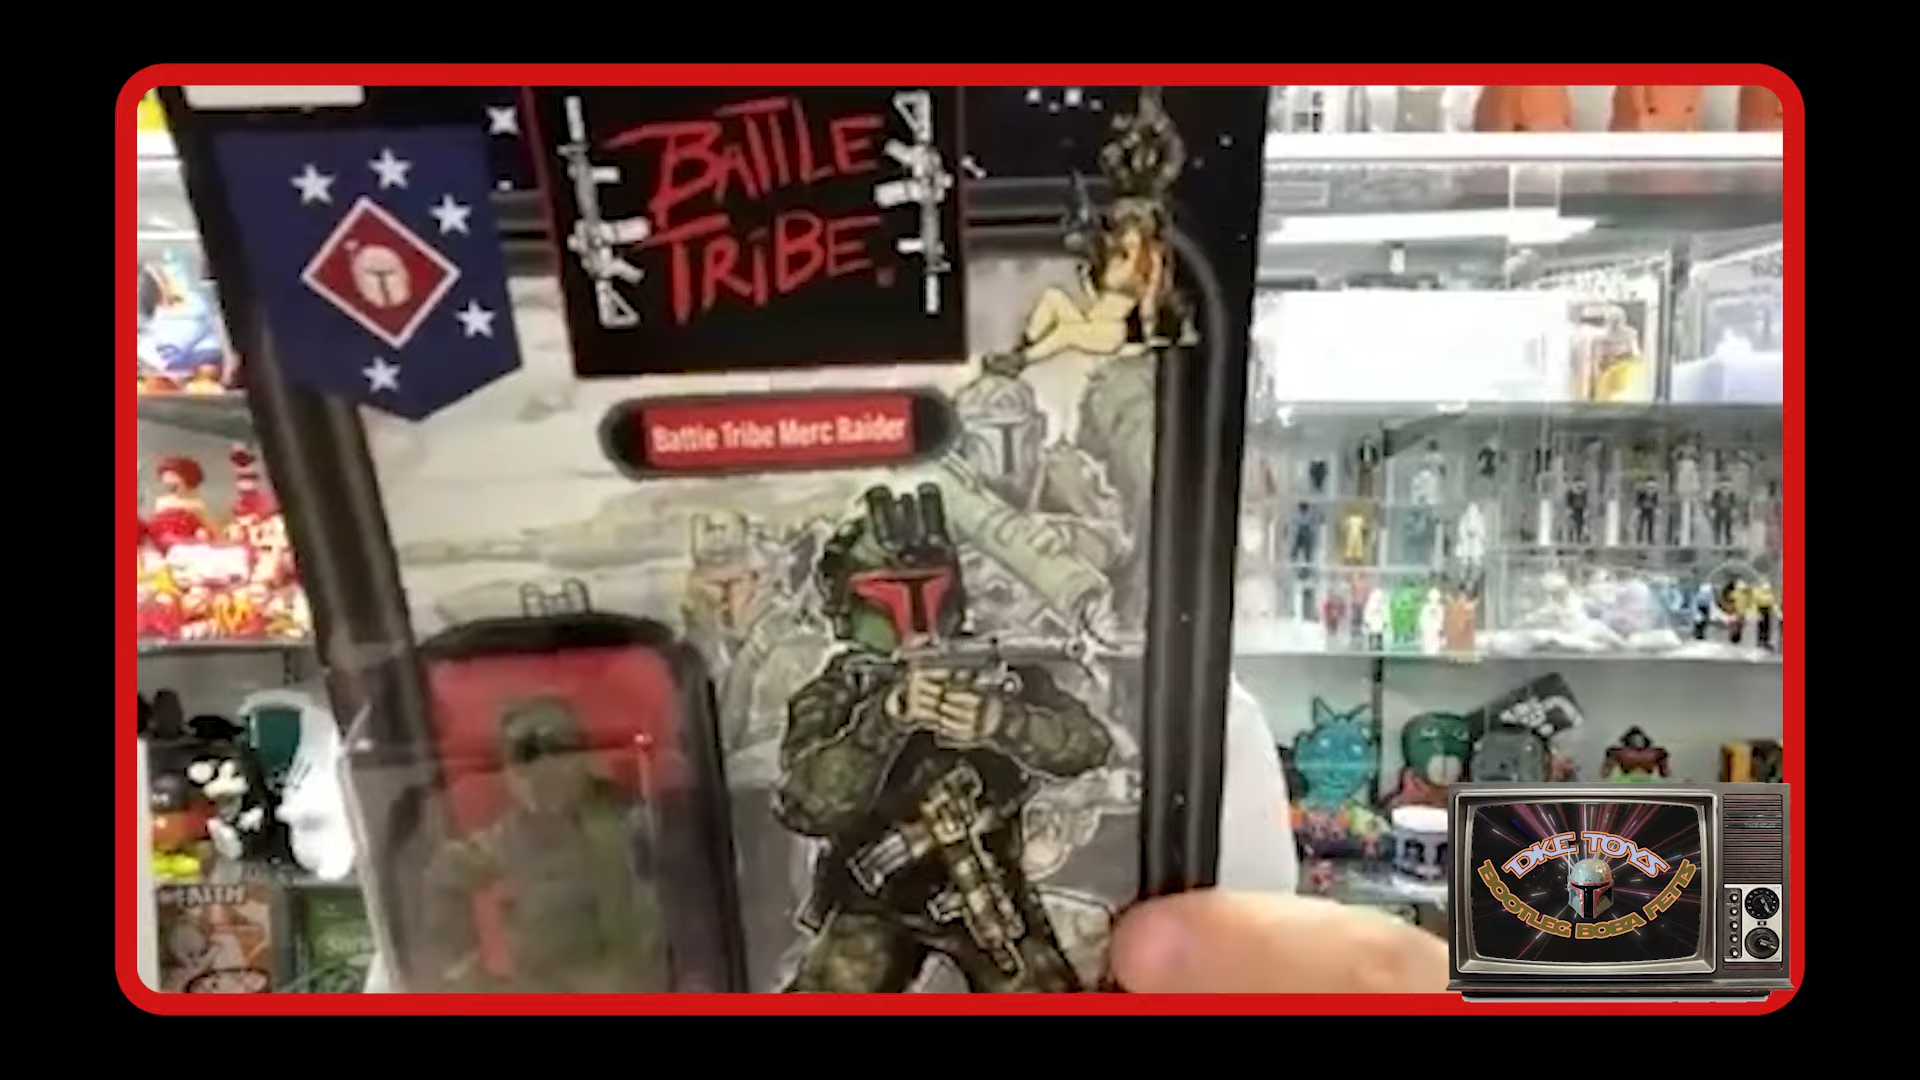 BATTLE
TRIBE
Battle Tribe Merc Raider
DKE TOYS
BOOTLEG BOBA FETTS